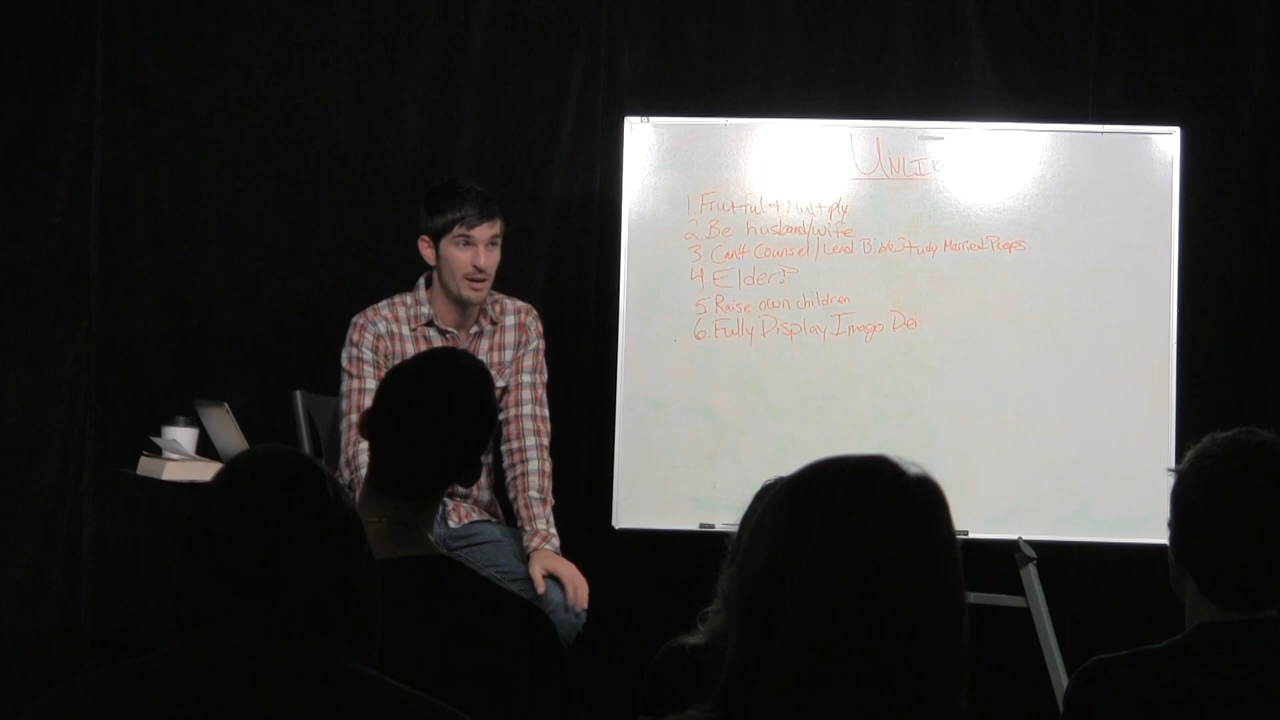 UNLIK
1. Fruitful + Multiply
2. Be husband/wife
3. Can't Counsel/Lead Bible Study Married Peeps
4 Elder?
5 Raise own children
6. Fully Display Imago Dei